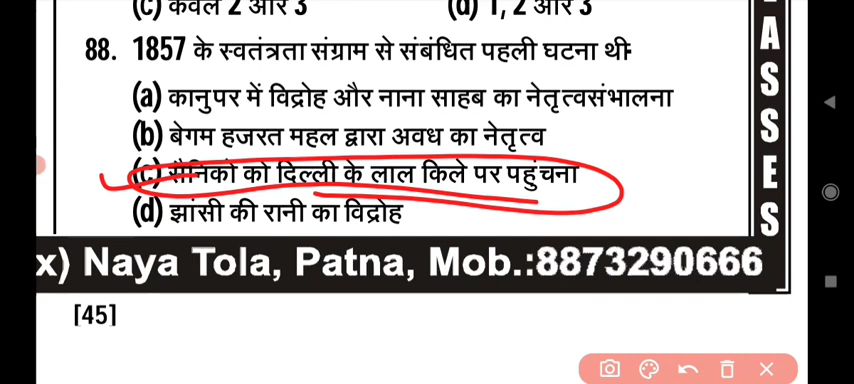 (c) केवल 2 और 3 (d) 1, 2 और 3
88. 1857 के स्वतंत्रता संग्राम से संबंधित पहली घटना थी-
(a) कानुपर में विद्रोह और नाना साहब का नेतृत्वसंभालना
(b) बेगम हजरत महल द्वारा अवध का नेतृत्व
(c) सैनिको को दिल्ली के लाल किले पर पहुंचना
(d) झांसी की रानी का विद्रोह
ASSES
x) Naya Tola, Patna, Mob.:8873290666
[45]